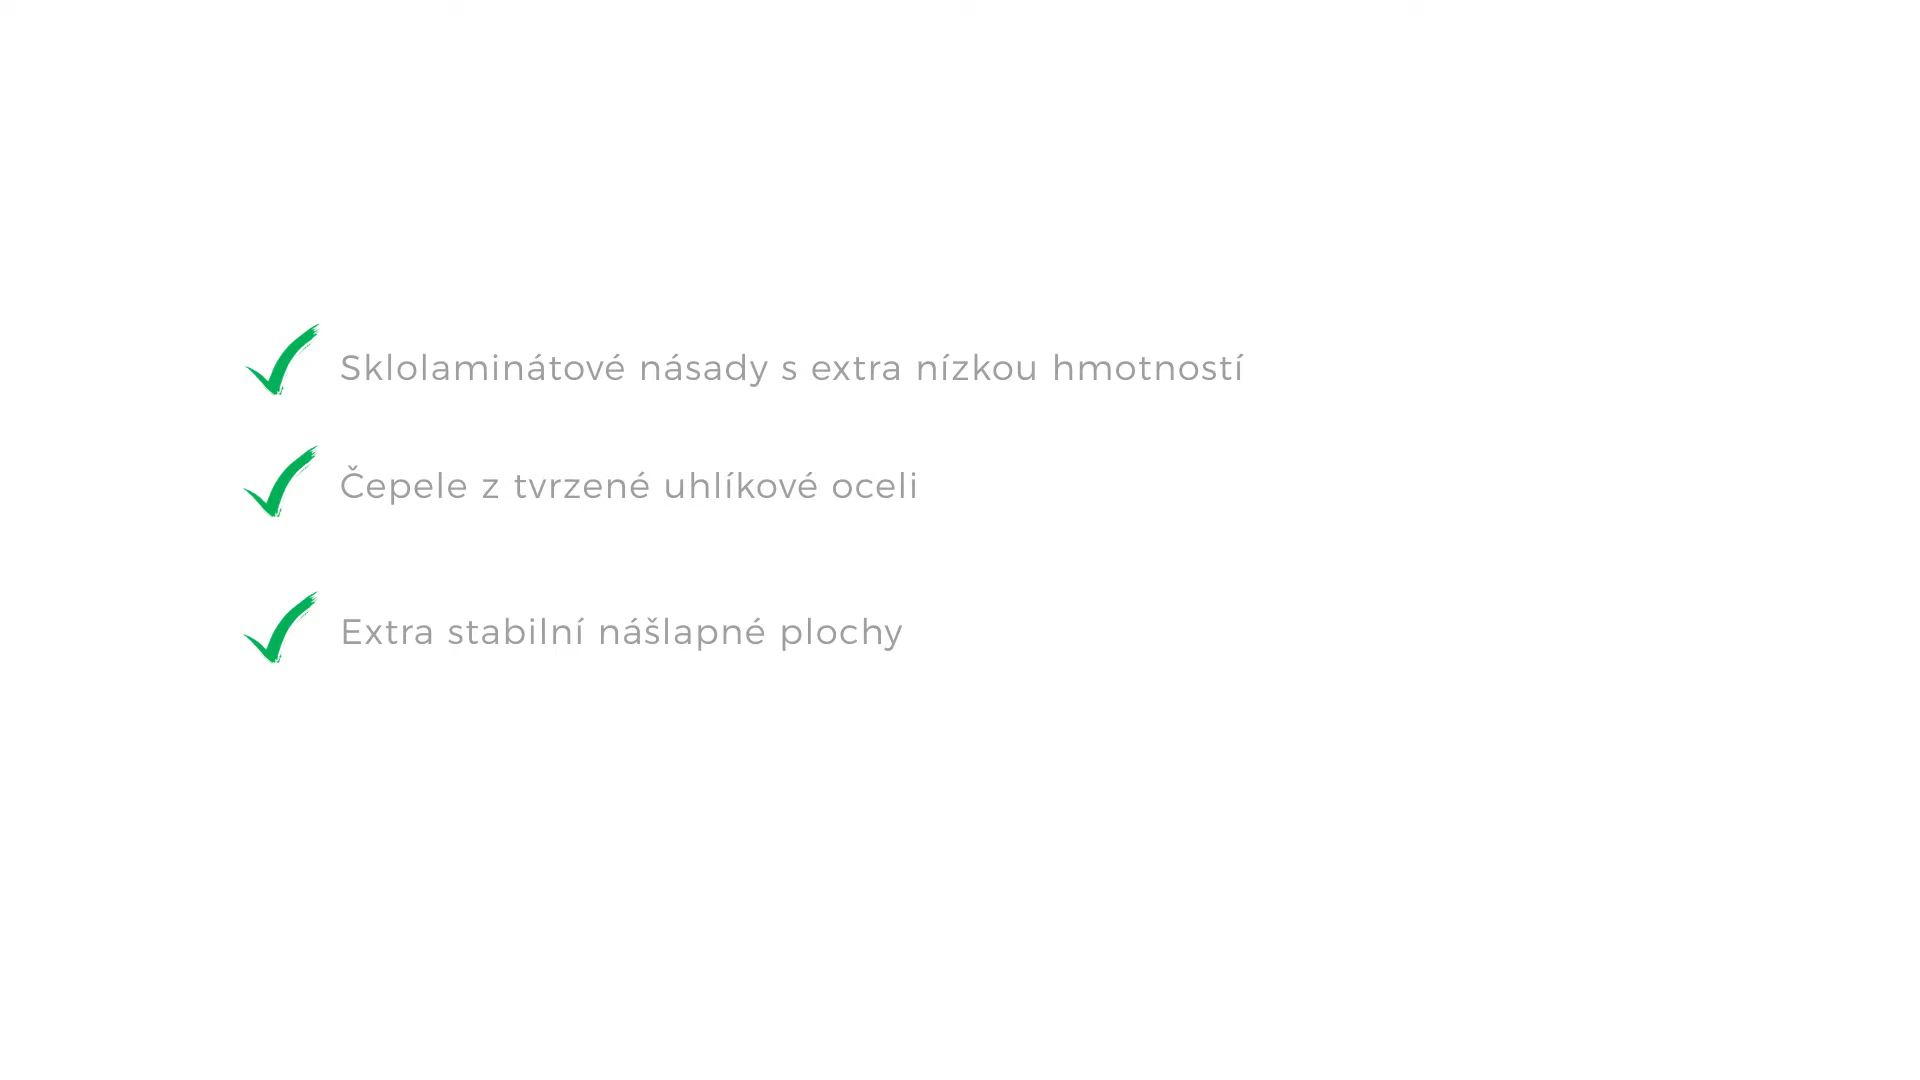 Sklolaminátové násady s extra nízkou hmotností
Čepele z tvrzené uhlíkové oceli
Extra stabilní nášlapné plochy